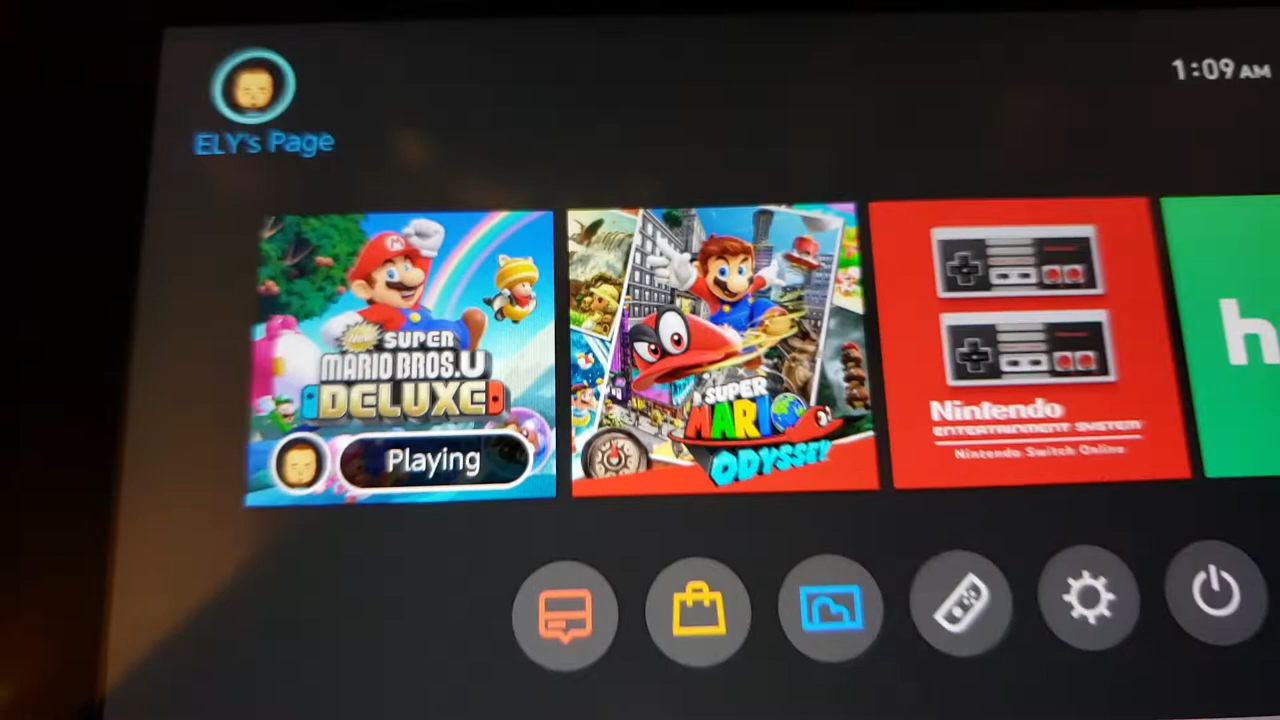 1:09 AM
ELY's Page
New
SUPER
MARIO BROS. U
DELUXE
Playing
SUPER
MARIO
ODYSSEY
Nintendo
ENTERTAINMENT SYSTEM
Nintendo Switch Online
h